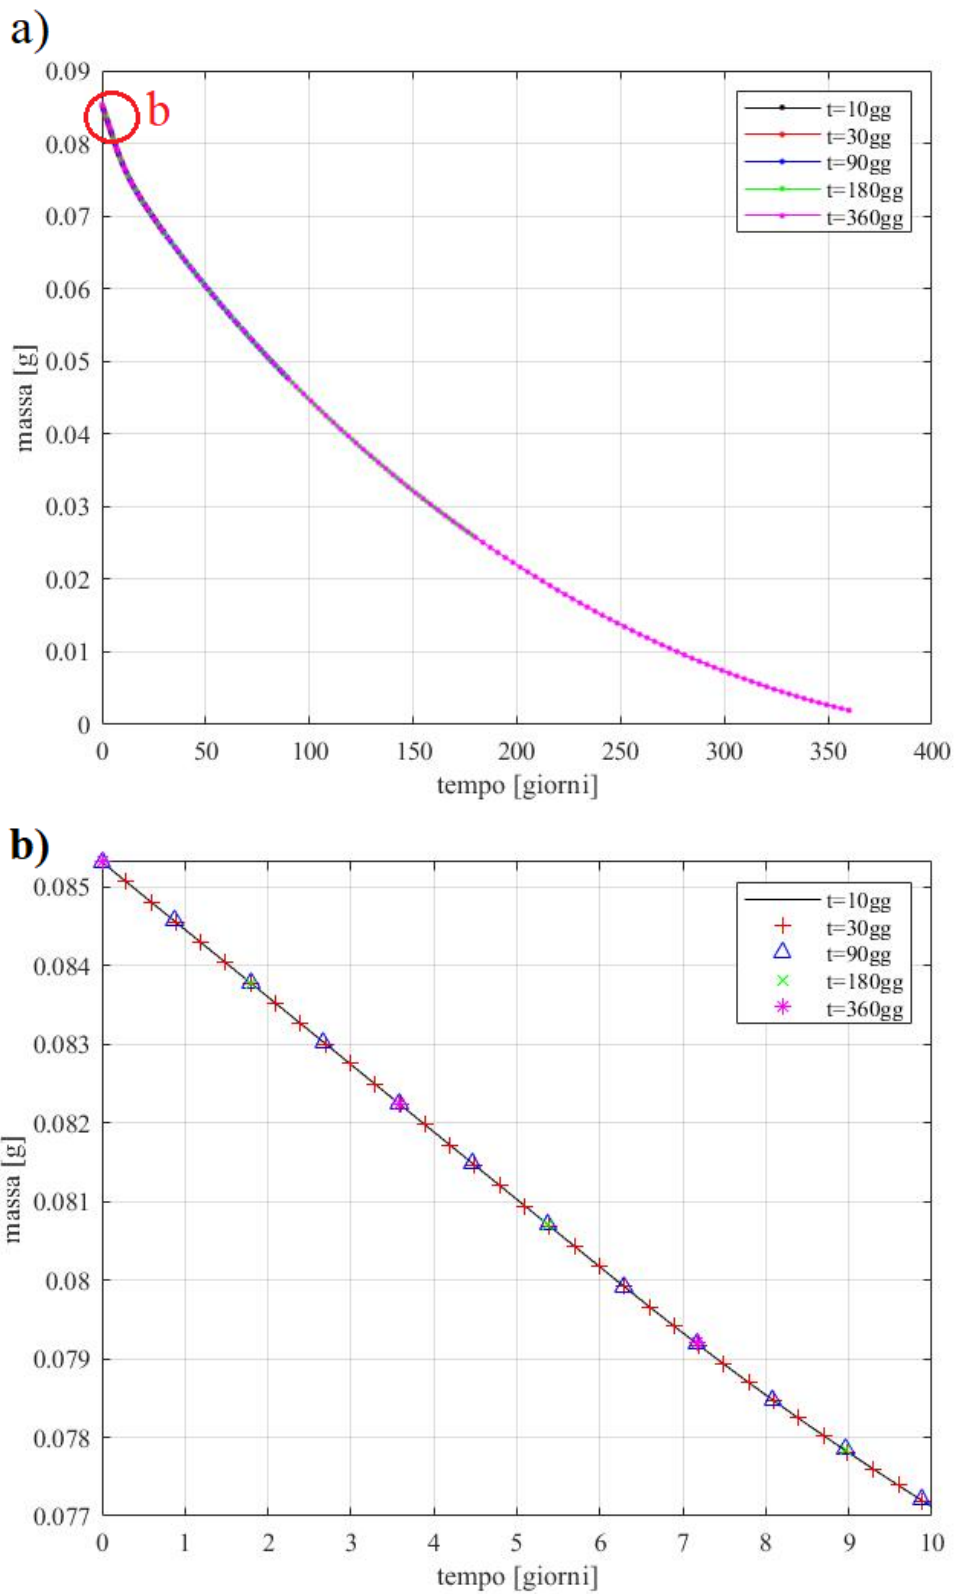 a)
b
0.09
0.08
0.07
0.06
0.05
0.04
0.03
0.02
0.01
0
massa [g]
t=10gg
t=30gg
t=90gg
t=180gg
t=360gg
0 50 100 150 200 250 300 350 400
tempo [giorni]
b)
0.085
0.084
0.083
0.082
0.081
0.08
0.079
0.078
0.077
massa [g]
t=10gg
t=30gg
t=90gg
t=180gg
t=360gg
0 1 2 3 4 5 6 7 8 9 10
tempo [giorni]